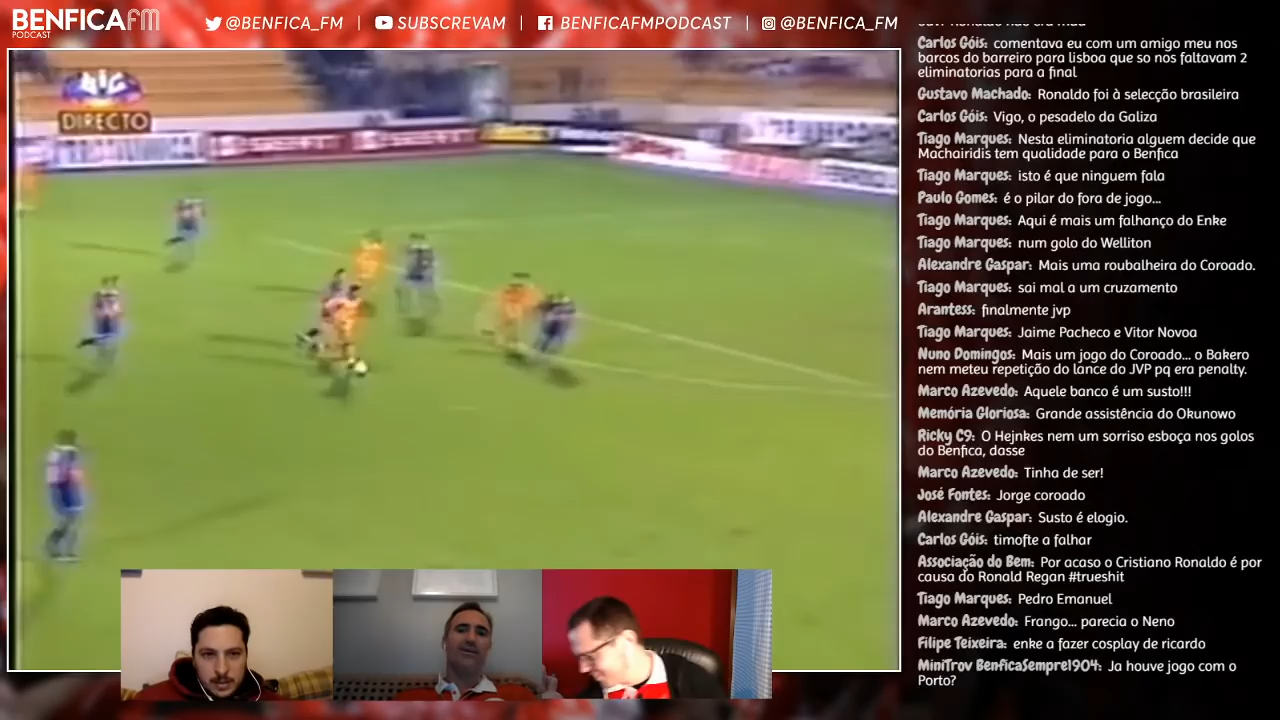 BENFICAFM
PODCAST
@BENFICA_FM | SUBSCREVAM | BENFICAFMPODCAST | @BENFICA_FM
SIC
DIRECTO
Carlos Góis: comentava eu com um amigo meu nos
barcos do barreiro para lisboa que so nos faltavam 2
eliminatorias para a final
Gustavo Machado: Ronaldo foi à selecção brasileira
Carlos Góis: Vigo, o pesadelo da Galiza
Tiago Marques: Nesta eliminatoria alguem decide que
Machairidis tem qualidade para o Benfica
Tiago Marques: isto é que ninguem fala
Paulo Gomes: é o pilar do fora de jogo...
Tiago Marques: Aqui é mais um falhanço do Enke
Tiago Marques: num golo do Welliton
Alexandre Gaspar: Mais uma roubalheira do Coroado.
Tiago Marques: sai mal a um cruzamento
Arantess: finalmente jvp
Tiago Marques: Jaime Pacheco e Vitor Novoa
Nuno Domingos: Mais um jogo do Coroado... o Bakero
nem meteu repetição do lance do JVP pq era penalty.
Marco Azevedo: Aquele banco é um susto!!!
Memória Gloriosa: Grande assistência do Okunowo
Ricky C9: O Hejnkes nem um sorriso esboça nos golos
do Benfica, dasse
Marco Azevedo: Tinha de ser!
José Fontes: Jorge coroado
Alexandre Gaspar: Susto é elogio.
Carlos Góis: timofte a falhar
Associação do Bem: Por acaso o Cristiano Ronaldo é por
causa do Ronald Regan #trueshit
Tiago Marques: Pedro Emanuel
Marco Azevedo: Frango... parecia o Neno
Filipe Teixeira: enke a fazer cosplay de ricardo
MiniTrov BenficaSempre1904: Ja houve jogo com o
Porto?